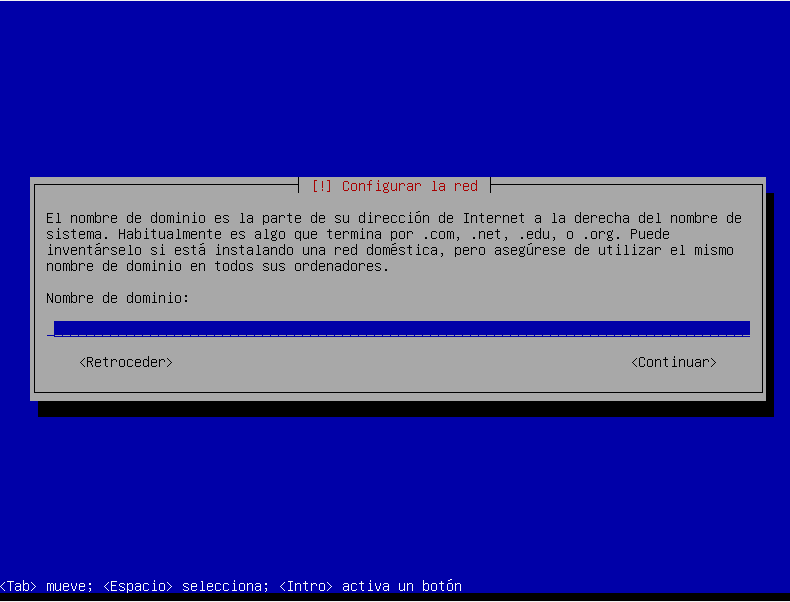 [!] Configurar la red
El nombre de dominio es la parte de su dirección de Internet a la derecha del nombre de
sistema. Habitualmente es algo que termina por .com, .net, .edu, o .org. Puede
inventárselo si está instalando una red doméstica, pero asegúrese de utilizar el mismo
nombre de dominio en todos sus ordenadores.
Nombre de dominio:
<Retroceder> <Continuar>
<Tab> mueve; <Espacio> selecciona; <Intro> activa un botón